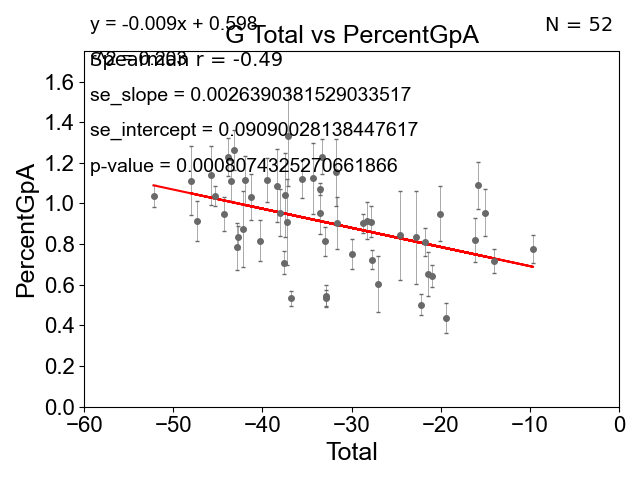 y = -0.009x + 0.598
N = 52
G Total vs PercentGpA
Spearman r = -0.49
se_slope = 0.0026390381529033517
se_intercept = 0.09090028138447617
p-value = 0.0008074325270661866
PercentGpA
1.6
1.4
1.2
1.0
0.8
0.6
0.4
0.2
0.0
−60
−50
−40
−30
−20
−10
0
Total